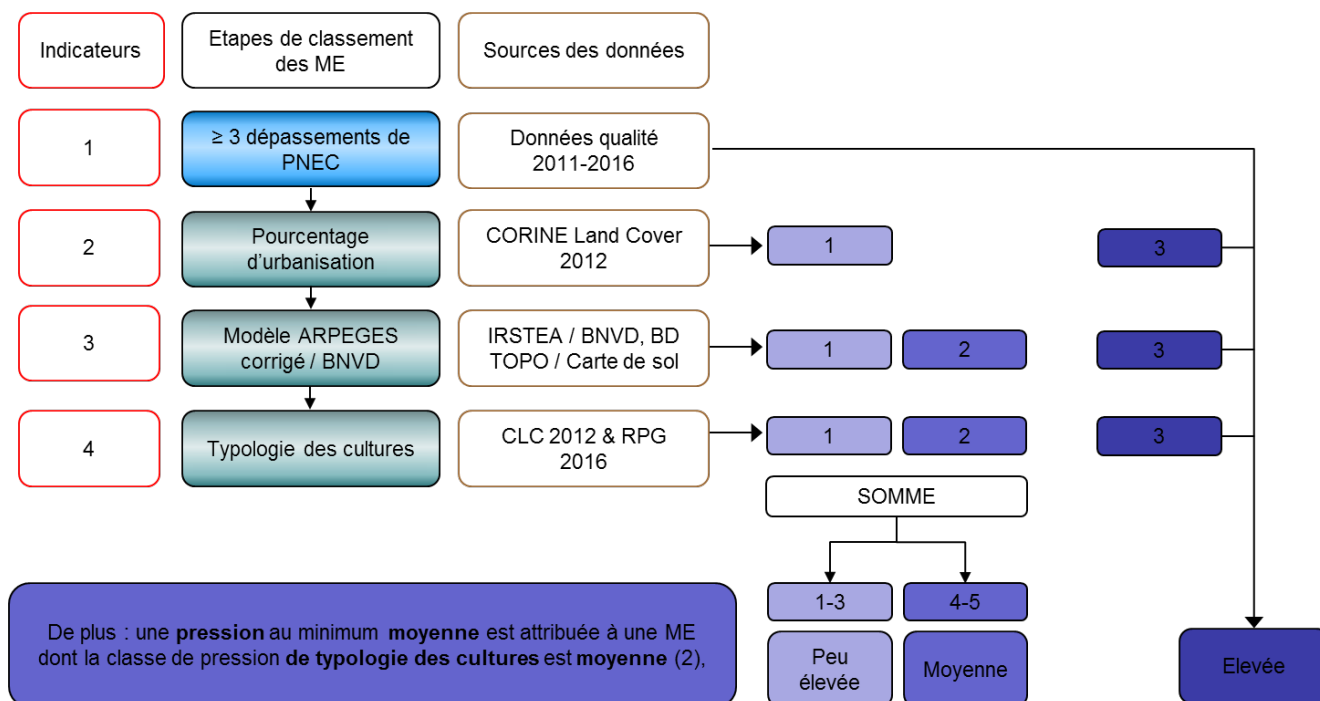 Indicateurs
Etapes de classement
des ME
Sources des données
1
≥ 3 dépassements de
PNEC
Données qualité
2011-2016
2
Pourcentage
d'urbanisation
CORINE Land Cover
2012
1
3
3
Modèle ARPEGES
corrigé / BNVD
IRSTEA / BNVD, BD
TOPO / Carte de sol
1
2
3
4
Typologie des cultures
CLC 2012 & RPG
2016
1
2
3
SOMME
1-3
4-5
De plus : une pression au minimum moyenne est attribuée à une ME
dont la classe de pression de typologie des cultures est moyenne (2),
Peu
élevée
Moyenne
Elevée